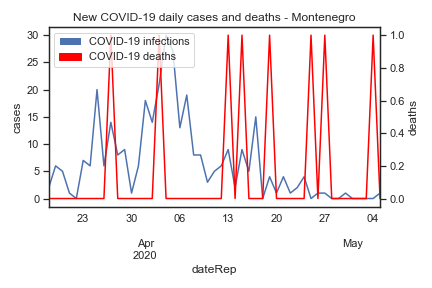 New COVID-19 daily cases and deaths - Montenegro
COVID-19 infections
COVID-19 deaths
30
25
20
15
10
5
0
cases
1.0
0.8
0.6
0.4
0.2
0.0
deaths
23 30 06 13 20 27 04
Apr May
2020
dateRep